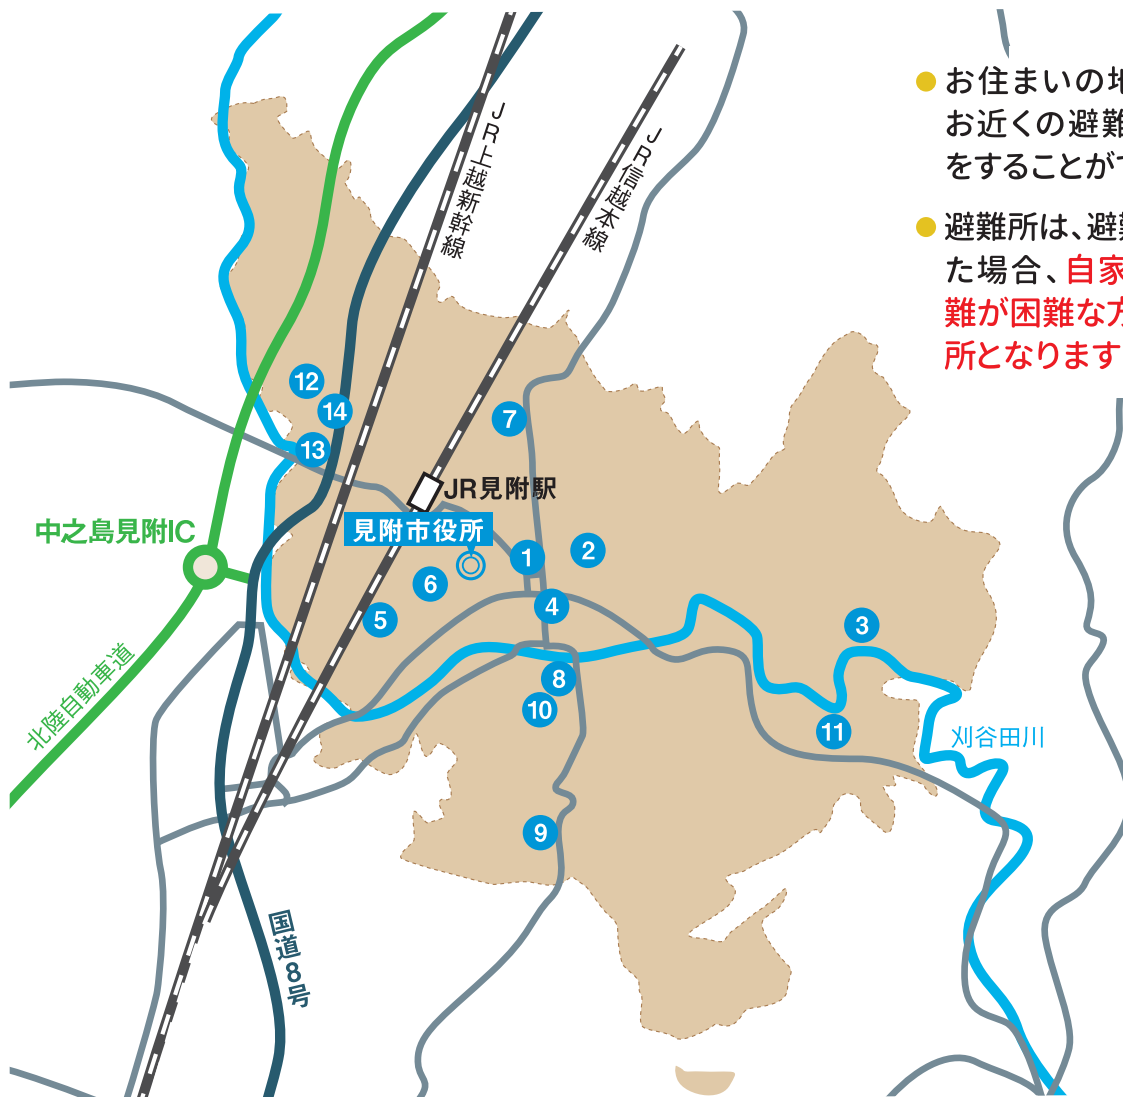 お住まいの地
お近くの避難
をすることがで
避難所は、避難
た場合、自家
難が困難な方
所となります
JR上越新幹線
JR信越本線
12
14
13
7
JR見附駅
見附市役所
中之島見附IC
1
2
6
5
4
3
8
10
11
9
北陸自動車道
刈谷田川
国道8号